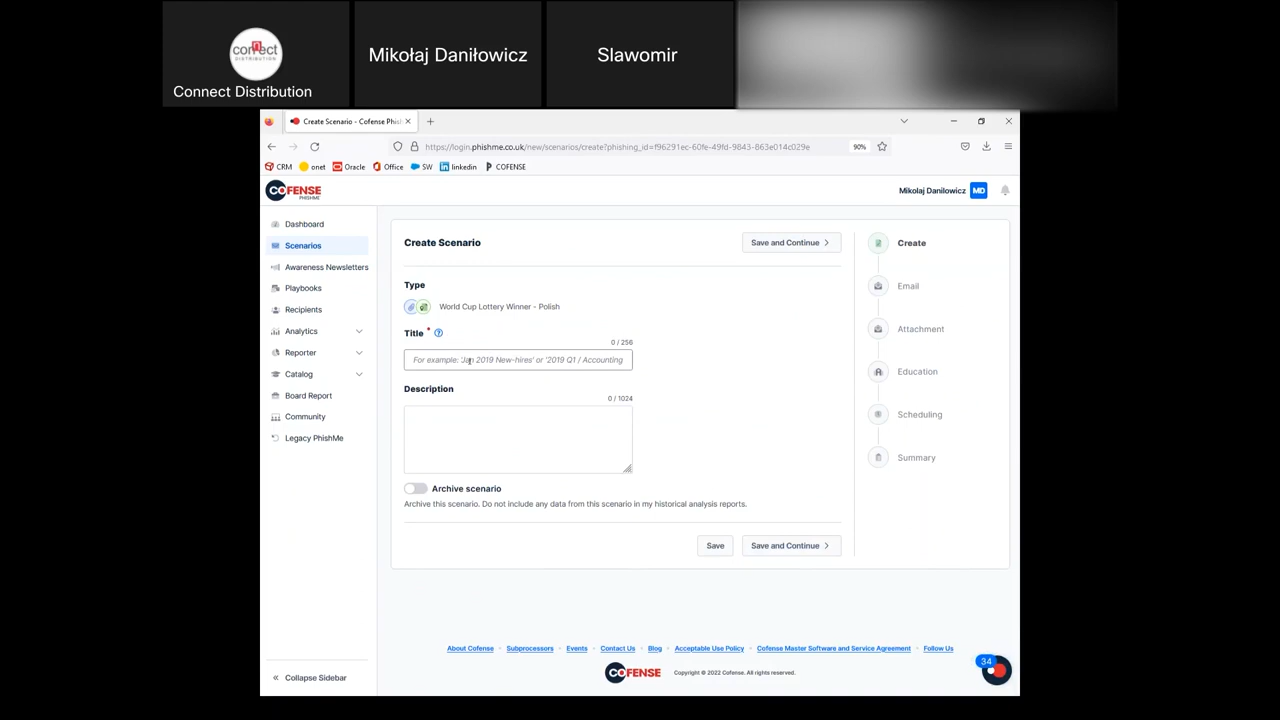 connect
DISTRIBUTION
Connect Distribution
Mikołaj Daniłowicz
Slawomir
Create Scenario - Cofense Phis
https://login.phishme.co.uk/new/scenarios/create?phishing_id=f96291ec-60fe-49fd-9843-863e014c029e
90%
CRM
onet
Oracle
Office
SW
linkedin
COFENSE
COFENSE
PHISHME
Mikolaj Danilowicz
MD
Dashboard
Scenarios
Awareness Newsletters
Playbooks
Recipients
Analytics
Reporter
Catalog
Board Report
Community
Legacy PhishMe
Collapse Sidebar
Create Scenario
Save and Continue
Type
World Cup Lottery Winner - Polish
Title *
0 / 256
For example: 'Jan 2019 New-hires' or '2019 Q1 / Accounting
Description
0 / 1024
Archive scenario
Archive this scenario. Do not include any data from this scenario in my historical analysis reports.
Save
Save and Continue
Create
Email
Attachment
Education
Scheduling
Summary
About Cofense · Subprocessors · Events · Contact Us · Blog · Acceptable Use Policy · Cofense Master Software and Service Agreement · Follow Us
COFENSE
Copyright © 2022 Cofense. All rights reserved.
34